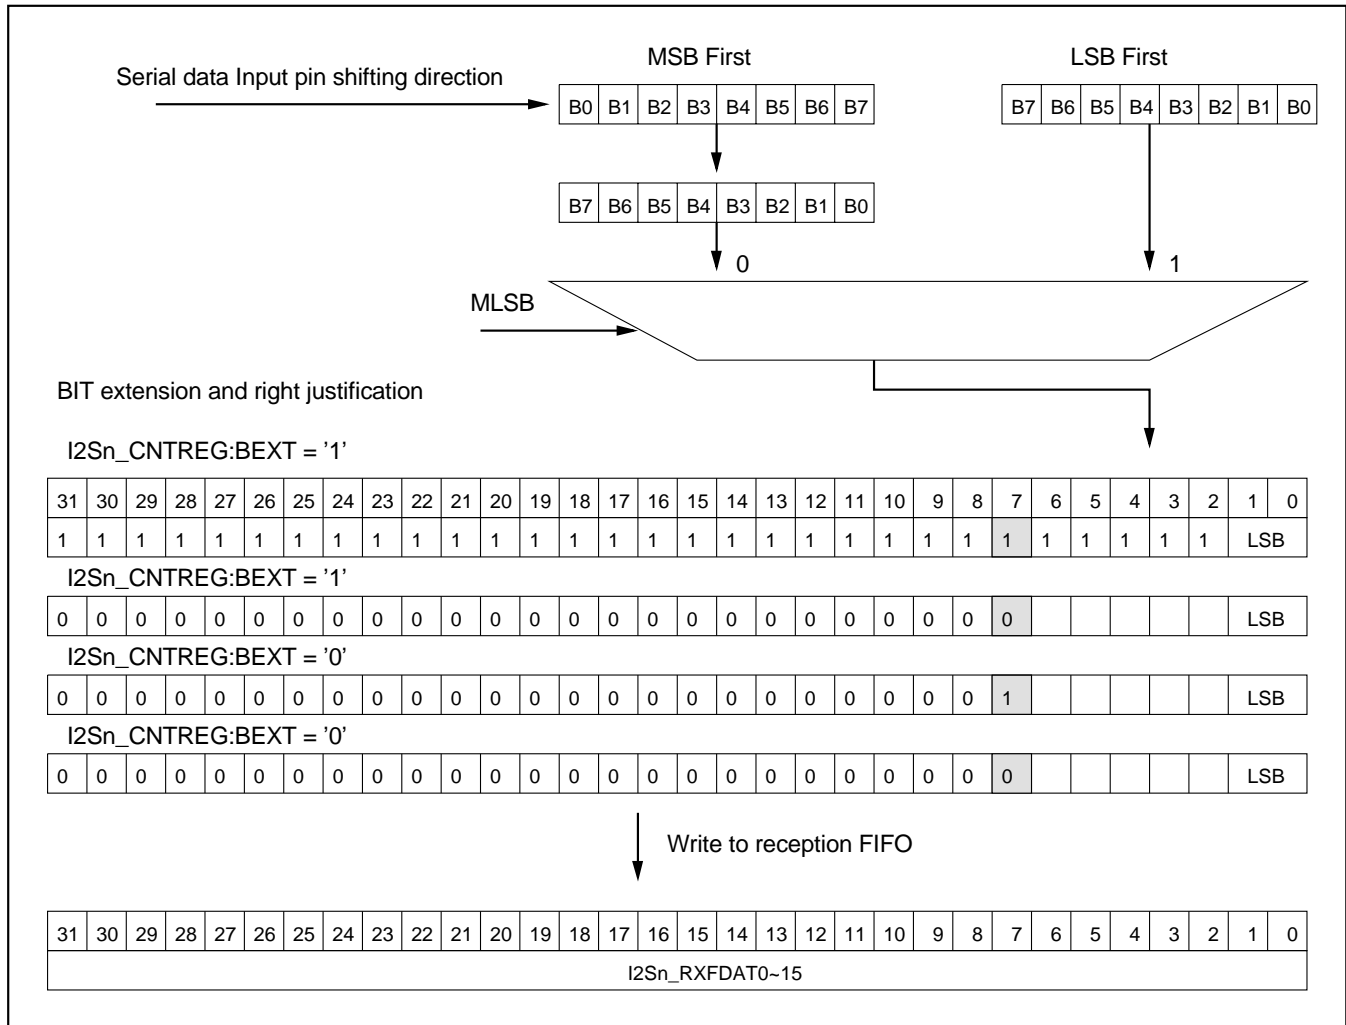 MSB First LSB First
Serial data Input pin shifting direction
B0 B1 B2 B3 B4 B5 B6 B7 B7 B6 B5 B4 B3 B2 B1 B0
B7 B6 B5 B4 B3 B2 B1 B0
0 1
MLSB
BIT extension and right justification
I2Sn_CNTREG:BEXT = '1'
31 30 29 28 27 26 25 24 23 22 21 20 19 18 17 16 15 14 13 12 11 10 9 8 7 6 5 4 3 2 1 0
1 1 1 1 1 1 1 1 1 1 1 1 1 1 1 1 1 1 1 1 1 1 1 1 1 1 1 1 1 1 LSB
I2Sn_CNTREG:BEXT = '1'
0 0 0 0 0 0 0 0 0 0 0 0 0 0 0 0 0 0 0 0 0 0 0 0 0 LSB
I2Sn_CNTREG:BEXT = '0'
0 0 0 0 0 0 0 0 0 0 0 0 0 0 0 0 0 0 0 0 0 0 0 0 1 LSB
I2Sn_CNTREG:BEXT = '0'
0 0 0 0 0 0 0 0 0 0 0 0 0 0 0 0 0 0 0 0 0 0 0 0 0 LSB
Write to reception FIFO
31 30 29 28 27 26 25 24 23 22 21 20 19 18 17 16 15 14 13 12 11 10 9 8 7 6 5 4 3 2 1 0
I2Sn_RXFDAT0~15